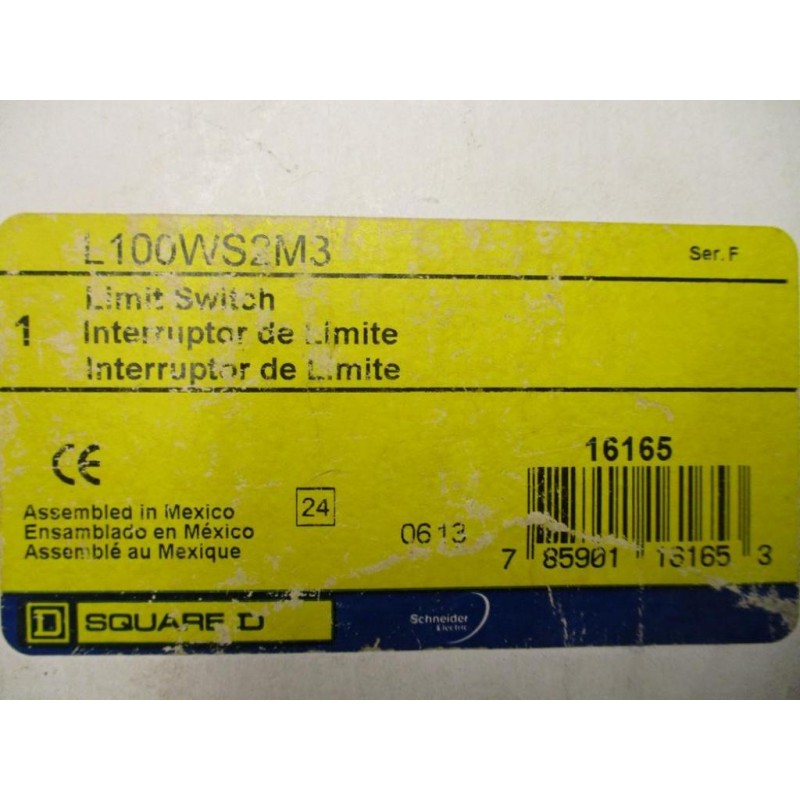 L100WS2M3
Ser. F
1
Limit Switch
Interruptor de Límite
Interruptor de Límite
CE
16165
Assembled in Mexico
Ensamblado en México
Assemblé au Mexique
24
0613
7 85901 16165 3
D SQUARE D
Schneider
Electric